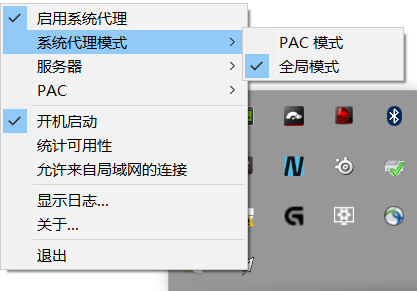 启用系统代理
系统代理模式
服务器
PAC
开机启动
统计可用性
允许来自局域网的连接
显示日志...
关于...
退出
PAC 模式
全局模式